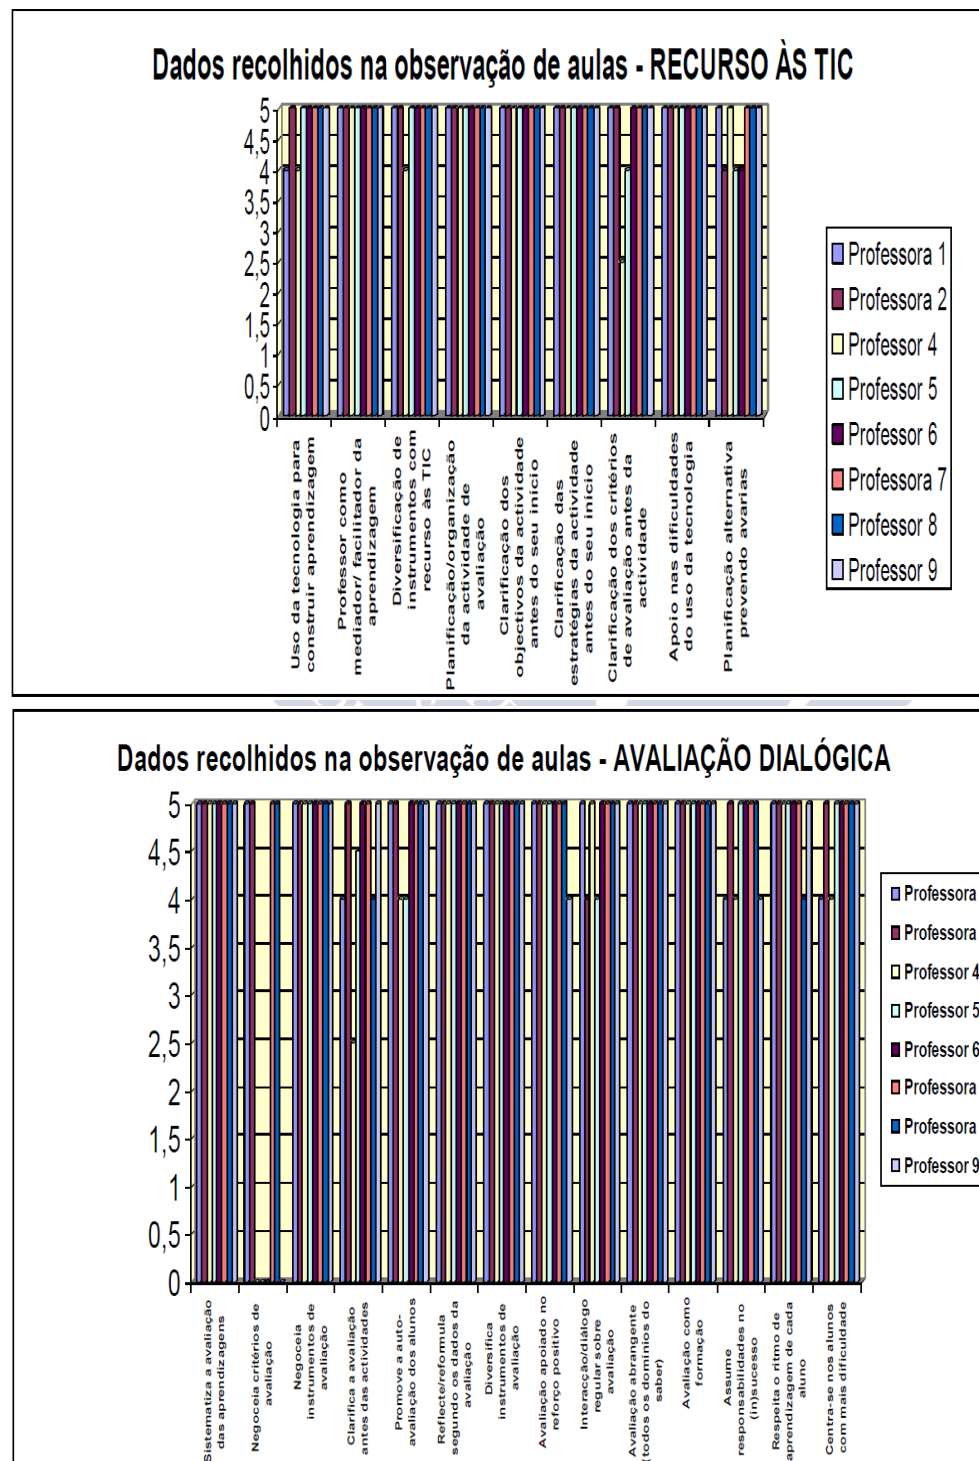 Dados recolhidos na observação de aulas - RECURSO ÀS TIC
5
4,5
4
3,5
3
2,5
2
1,5
1
0,5
0
Uso da tecnologia para
construir aprendizagem
Professor como
mediador/ facilitador da
aprendizagem
Diversificação de
instrumentos com
recurso às TIC
Planificação/organização
da actividade de
avaliação
Clarificação dos
objectivos da actividade
antes do seu início
Clarificação das
estratégias da actividade
antes do seu início
Clarificação dos critérios
de avaliação antes da
actividade
Apoio nas dificuldades
do uso da tecnologia
Planificação alternativa
prevendo avarias
Professora 1
Professora 2
Professor 4
Professor 5
Professor 6
Professora 7
Professor 8
Professor 9
Dados recolhidos na observação de aulas - AVALIAÇÃO DIALÓGICA
5
4,5
4
3,5
3
2,5
2
1,5
1
0,5
0
Sistematiza a avaliação
das aprendizagens
Negoceia critérios de
avaliação
Negoceia
instrumentos de
avaliação
Clarifica a avaliação
antes das actividades
Promove a auto-
avaliação dos alunos
Reflecte/reformula
segundo os dados da
avaliação
Diversifica
instrumentos de
avaliação
Avaliação apoiado no
reforço positivo
Interacção/diálogo
regular sobre
avaliação
Avaliação abrangente
(todos os domínios do
saber)
Avaliação como
formação
Assume
responsabilidades no
(in)sucesso
Respeita o ritmo de
aprendizagem de cada
aluno
Centra-se nos alunos
com mais dificuldade
Professora
Professora
Professor 4
Professor 5
Professor 6
Professora
Professora
Professor 9